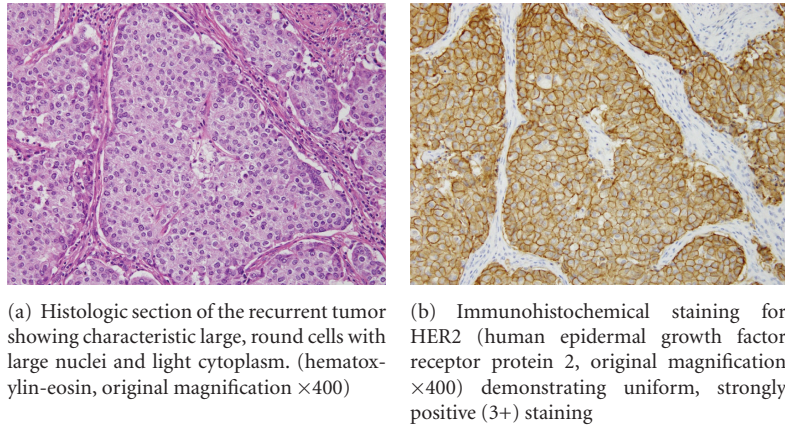 (a) Histologic section of the recurrent tumor
showing characteristic large, round cells with
large nuclei and light cytoplasm. (hematox-
ylin-eosin, original magnification ×400)
(b) Immunohistochemical staining for
HER2 (human epidermal growth factor
receptor protein 2, original magnification
×400) demonstrating uniform, strongly
positive (3+) staining